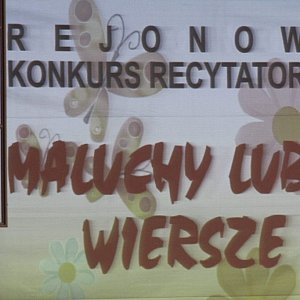 REJONOW
KONKURS RECYTATOR
MALUCHY LUB
WIERSZE